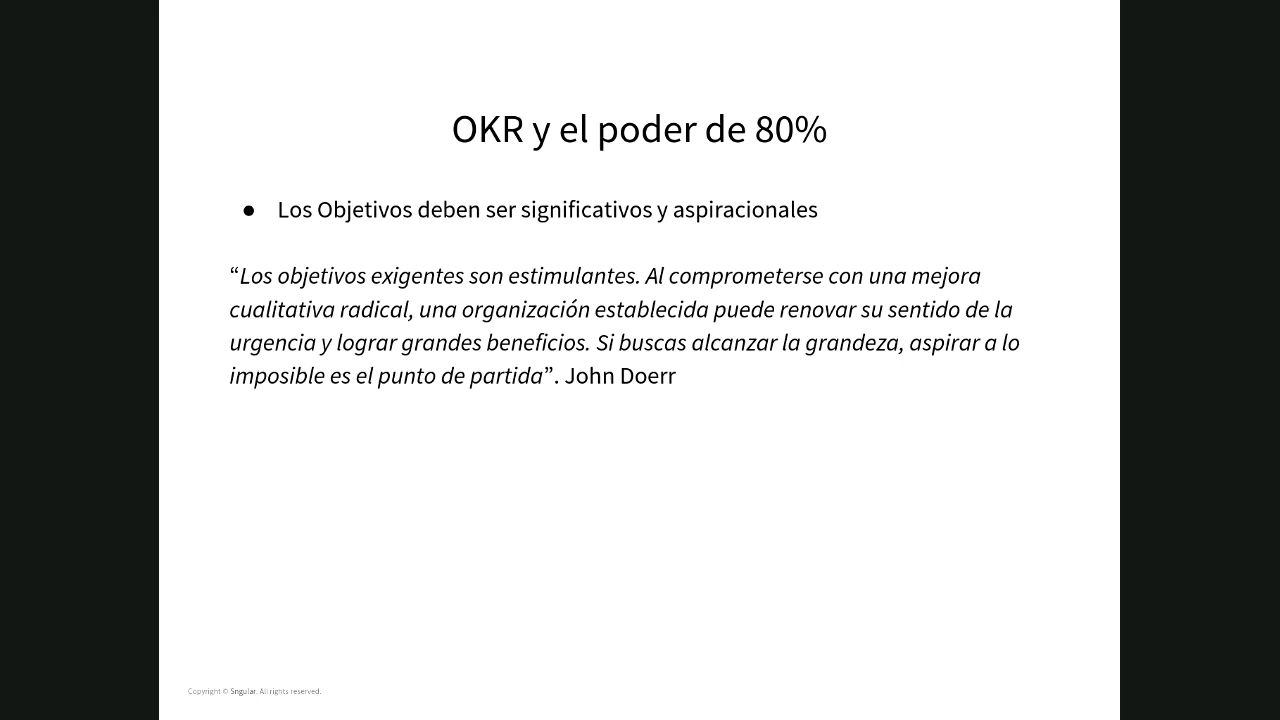 OKR y el poder de 80%
● Los Objetivos deben ser significativos y aspiracionales
“Los objetivos exigentes son estimulantes. Al comprometerse con una mejora
cualitativa radical, una organización establecida puede renovar su sentido de la
urgencia y lograr grandes beneficios. Si buscas alcanzar la grandeza, aspirar a lo
imposible es el punto de partida”. John Doerr
Copyright © Sngular. All rights reserved.